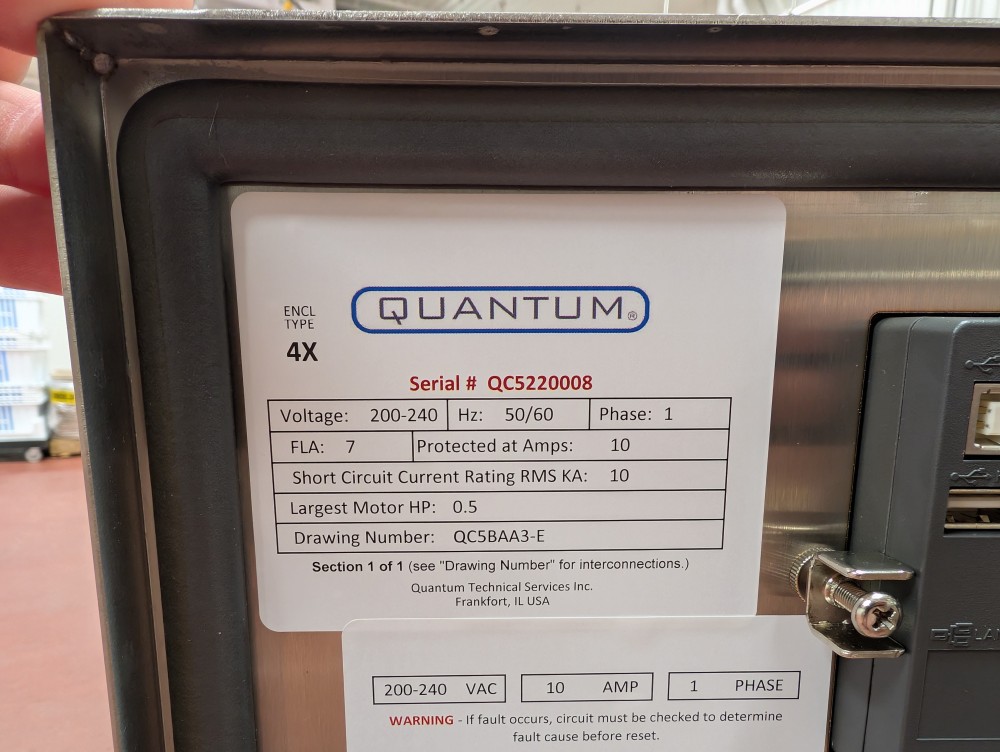 ENCL
TYPE
4X
QUANTUM®
Serial # QC5220008
Voltage: 200-240 Hz: 50/60 Phase: 1
FLA: 7 Protected at Amps: 10
Short Circuit Current Rating RMS KA: 10
Largest Motor HP: 0.5
Drawing Number: QC5BAA3-E
Section 1 of 1 (see "Drawing Number" for interconnections.)
Quantum Technical Services Inc.
Frankfort, IL USA
200-240 VAC 10 AMP 1 PHASE
WARNING - If fault occurs, circuit must be checked to determine
fault cause before reset.